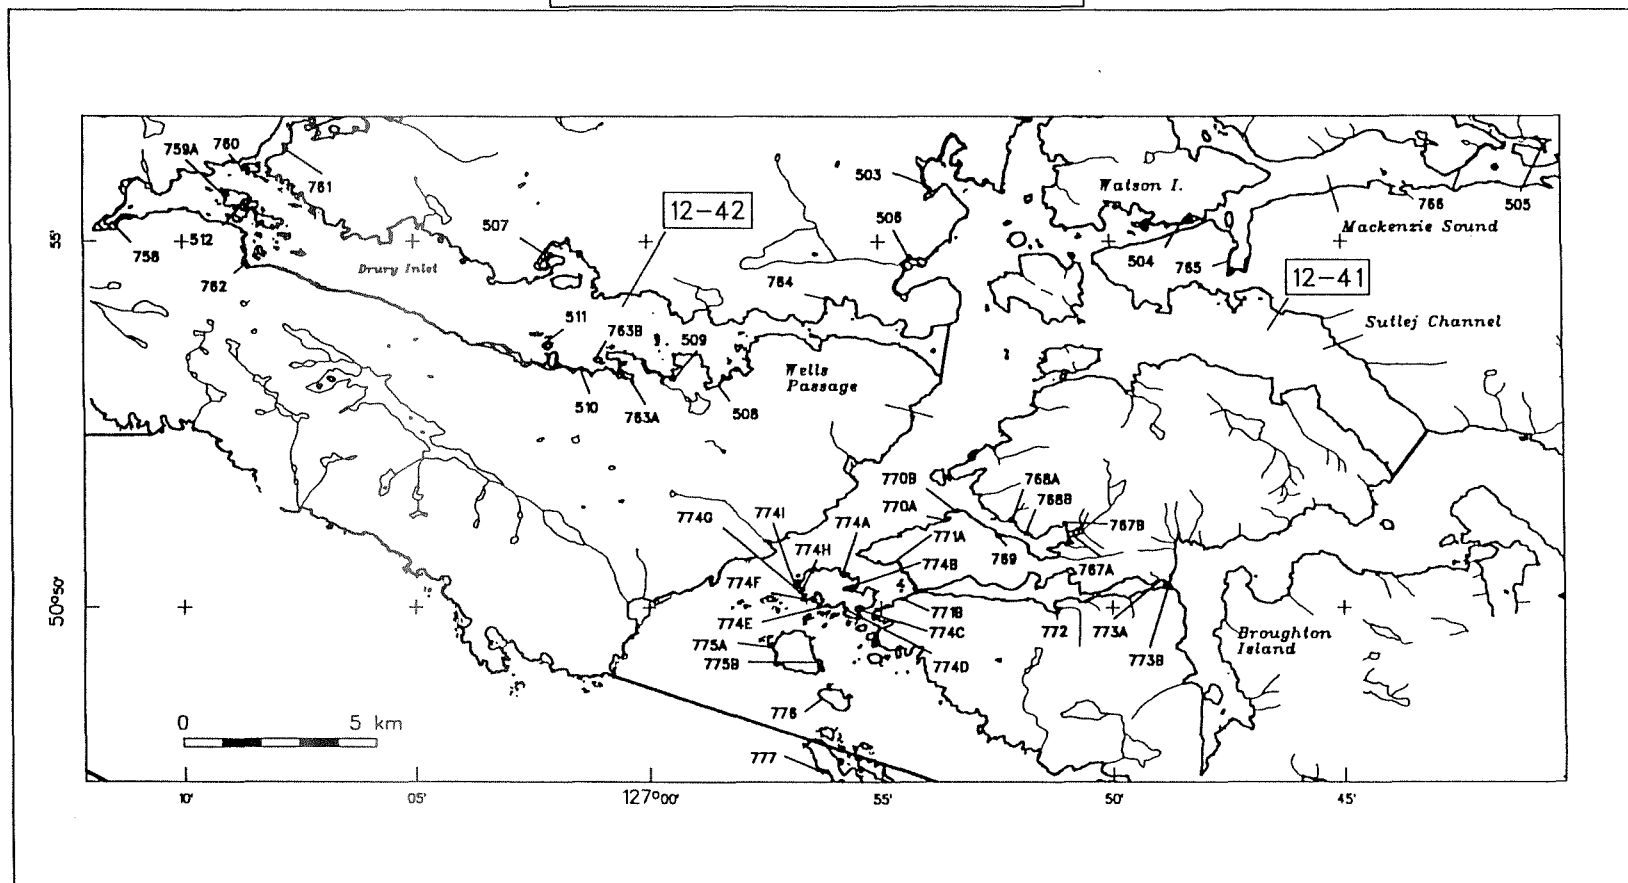 759A
760
761
758
512
762
55'
Drury Inlet
507
12-42
503
506
Watson I.
766
505
Mackenzie Sound
504
765
12-41
Sutlej Channel
764
511
763B
509
Wells
Passage
510
763A
508
770B
768A
770A
768B
767B
774G
774I
774A
771A
774H
774B
769
774F
767A
50°50'
774E
771B
774C
772
773A
Broughton
Island
775A
775B
774D
773B
776
0 5 km
777
10'
05'
127°00'
55'
50'
45'